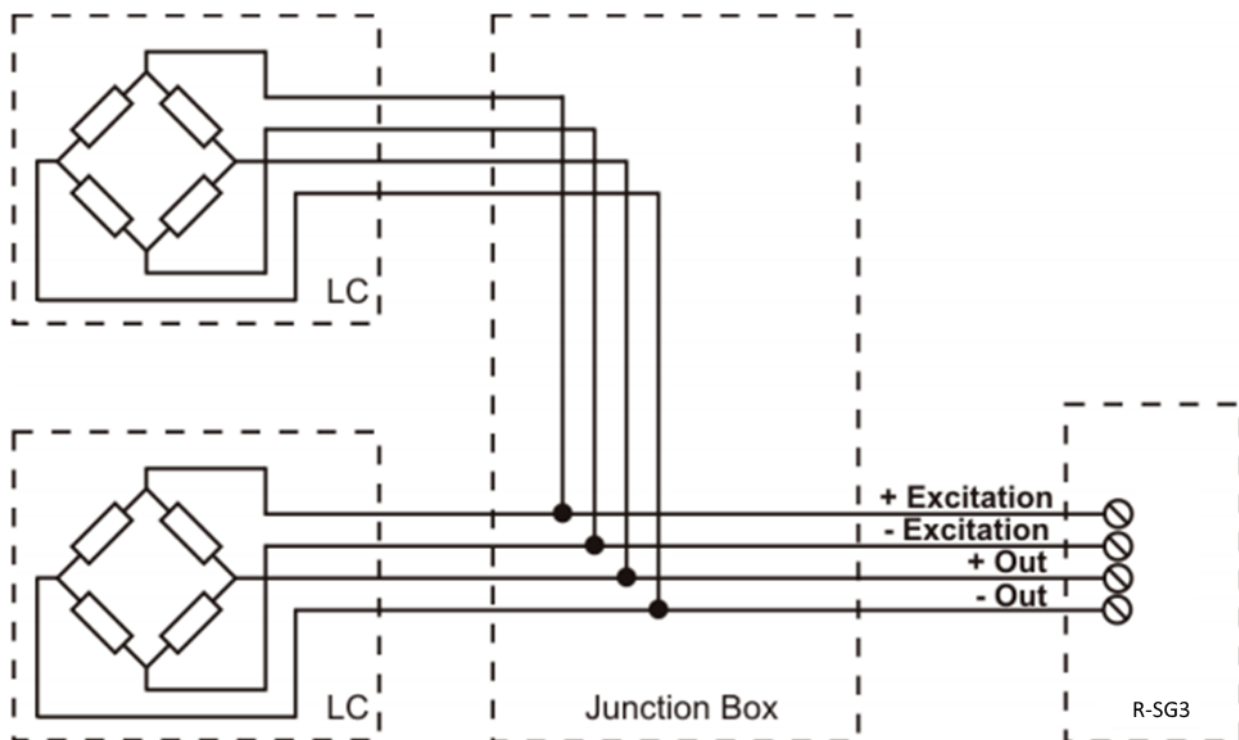 LC
+ Excitation
- Excitation
+ Out
- Out
LC
Junction Box
R-SG3